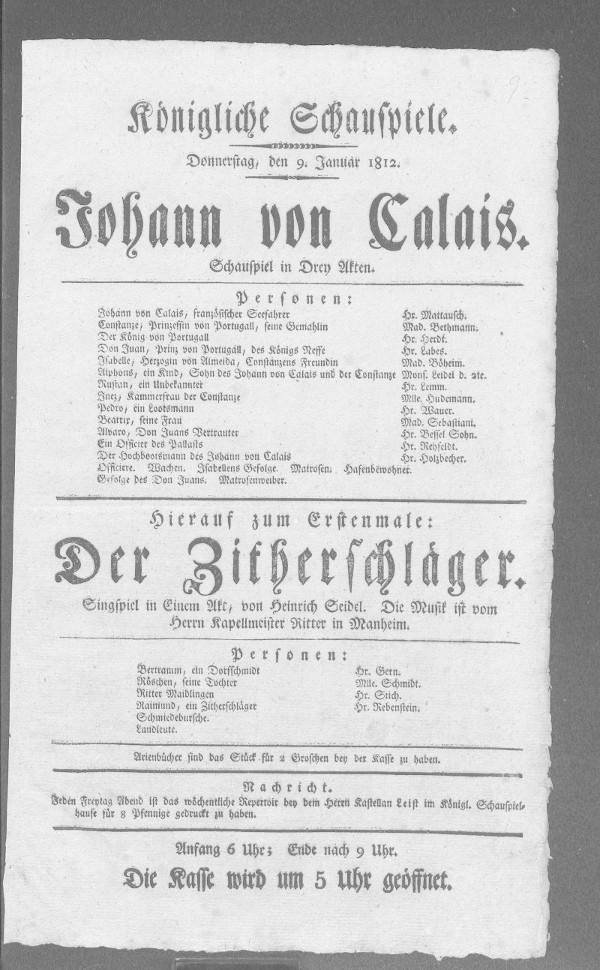 9.
Königliche Schauspiele.
Donnerstag, den 9. Januar 1812.
Johann von Calais.
Schauspiel in Drey Akten.
Personen:
Johann von Calais, französischer Seefahrer Hr. Mattausch.
Constanze, Prinzessin von Portugall, seine Gemahlin Mad. Bethmann.
Der König von Portugall Hr. Herdt.
Don Juan, Prinz von Portugall, des Königs Neffe Hr. Labes.
Isabelle, Herzogin von Almeida, Constanzens Freundin Mad. Böheim.
Alphons, ein Kind, Sohn des Johann von Calais und der Constanze Mons. Leidel d. 2te.
Rustan, ein Unbekannter Hr. Lemm.
Inez, Kammerfrau der Constanze Mlle. Hudemann.
Pedro, ein Lootsmann Hr. Wauer.
Beatrix, seine Frau Mad. Sebastiani.
Alvaro, Don Juans Vertrauter Hr. Bessel Sohn.
Ein Officier des Pallasts Hr. Rehfeldt.
Der Hochbootsmann des Johann von Calais Hr. Holzbecher.
Officiere. Wachen. Isabellens Gefolge. Matrosen. Hafenbewohner.
Gefolge des Don Juans. Matrosenweiber.
Hierauf zum Erstenmale:
Der Zitherschläger.
Singspiel in Einem Akt, von Heinrich Seidel. Die Musik ist vom
Herrn Kapellmeister Ritter in Manheim.
Personen:
Bertramm, ein Dorfschmidt Hr. Gern.
Röschen, seine Tochter Mlle. Schmidt.
Ritter Maidlingen Hr. Stich.
Raimund, ein Zitherschläger Hr. Rebenstein.
Schmiedebursche.
Landleute.
Arienbücher sind das Stück für 2 Groschen bey der Kasse zu haben.
Nachricht.
Jeden Freytag Abend ist das wöchentliche Repertoir bey dem Herrn Kastellan Leist im Königl. Schauspiel-
hause für 8 Pfennige gedruckt zu haben.
Anfang 6 Uhr; Ende nach 9 Uhr.
Die Kasse wird um 5 Uhr geöffnet.